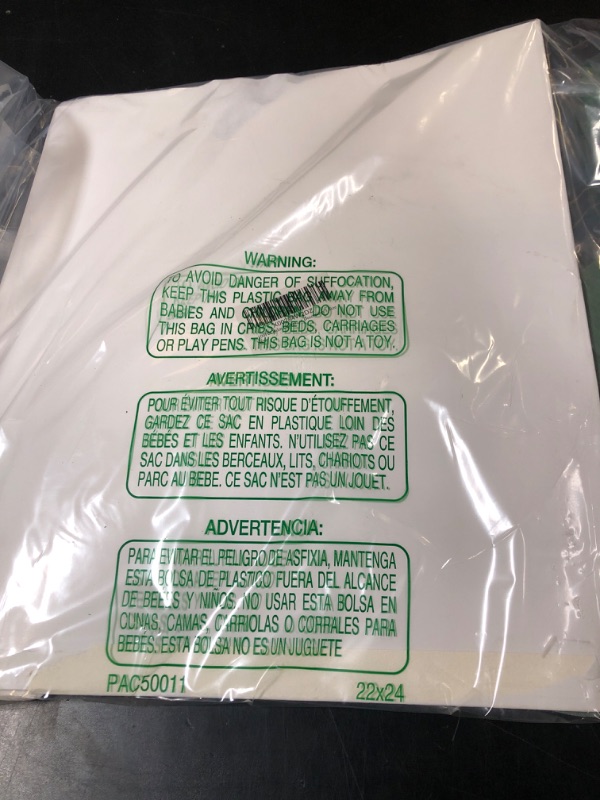 WARNING:
TO AVOID DANGER OF SUFFOCATION,
KEEP THIS PLASTIC AWAY FROM
BABIES AND DO NOT USE
THIS BAG IN CRIBS, BEDS, CARRIAGES
OR PLAY PENS. THIS BAG IS NOT A TOY.
AVERTISSEMENT:
POUR ÉVITER TOUT RISQUE D'ÉTOUFFEMENT,
GARDEZ CE SAC EN PLASTIQUE LOIN DES
BÉBÉS ET LES ENFANTS. N'UTILISEZ PAS CE
SAC DANS LES BERCEAUX, LITS, CHARIOTS OU
PARC AU BEBE. CE SAC N'EST PAS UN JOUET.
ADVERTENCIA:
PARA EVITAR EL PELIGRO DE ASFIXIA, MANTENGA
ESTA BOLSA DE PLASTICO FUERA DEL ALCANCE
DE BEBES Y NIÑOS. NO USAR ESTA BOLSA EN
CUNAS, CAMAS, CARRIOLAS O CORRALES PARA
BEBÉS. ESTA BOLSA NO ES UN JUGUETE
PAC50011 22x24